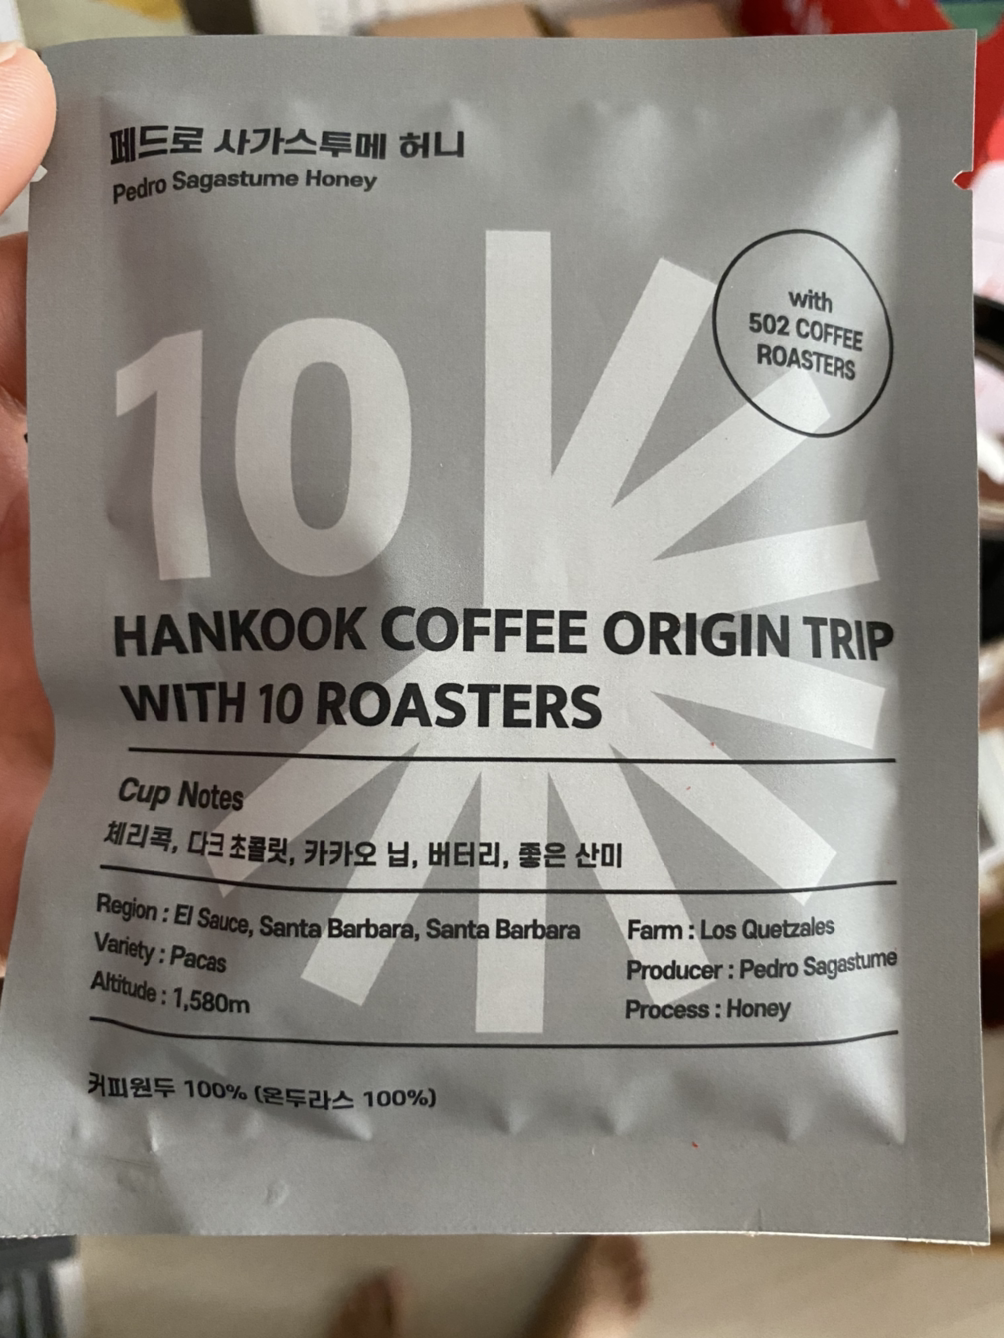 페드로 사가스투메 허니
Pedro Sagastume Honey
with
502 COFFEE
ROASTERS
10
HANKOOK COFFEE ORIGIN TRIP
WITH 10 ROASTERS
Cup Notes
체리콕, 다크 초콜릿, 카카오 닙, 버터리, 좋은 산미
Region : El Sauce, Santa Barbara, Santa Barbara
Variety : Pacas
Altitude : 1,580m
Farm : Los Quetzales
Producer : Pedro Sagastume
Process : Honey
커피원두 100% (온두라스 100%)